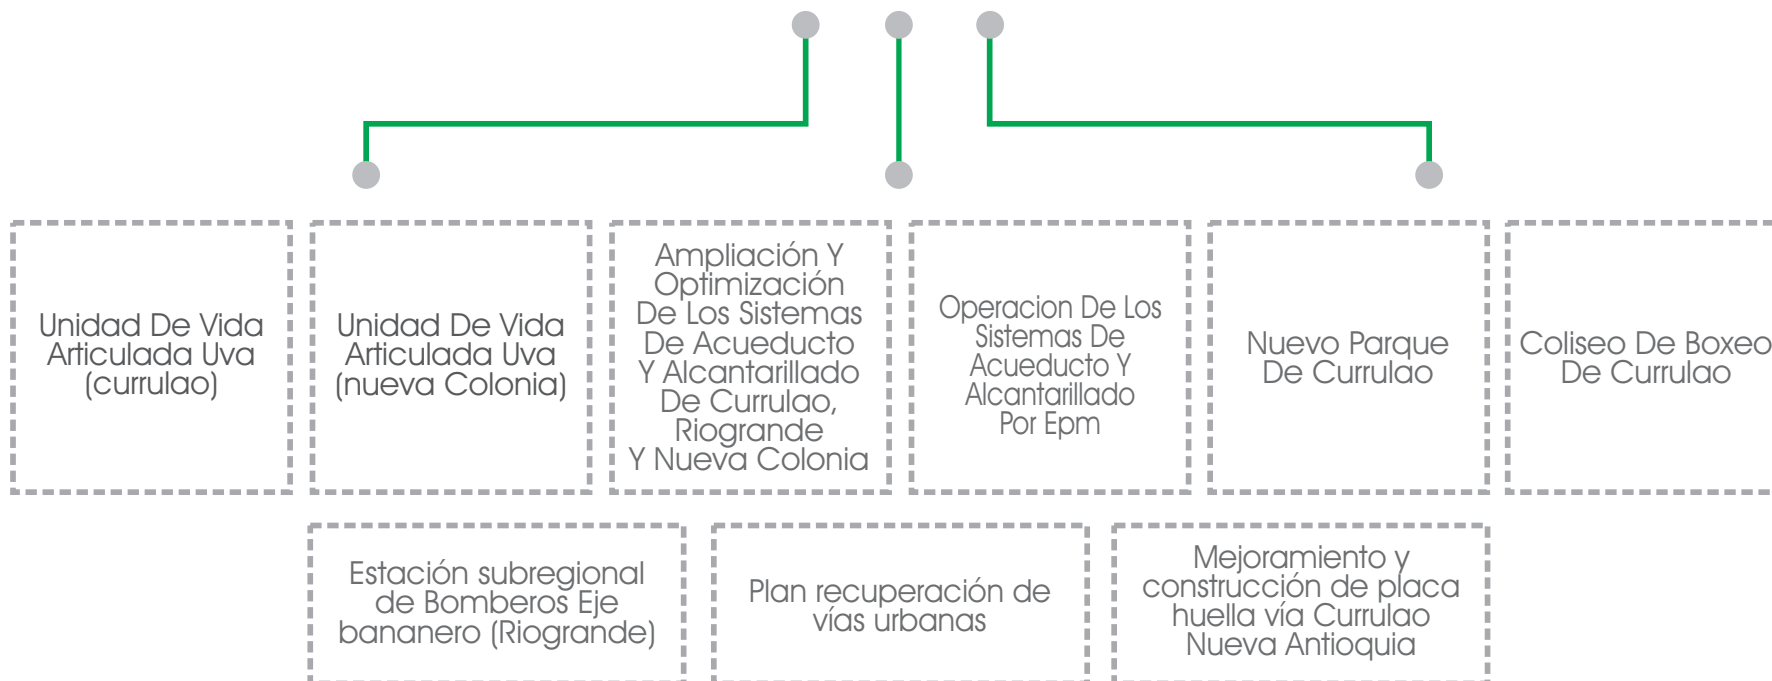 Unidad De Vida
Articulada Uva
(currulao)
Unidad De Vida
Articulada Uva
(nueva Colonia)
Ampliación Y
Optimización
De Los Sistemas
De Acueducto
Y Alcantarillado
De Currulao,
Riogrande
Y Nueva Colonia
Operacion De Los
Sistemas De
Acueducto Y
Alcantarillado
Por Epm
Nuevo Parque
De Currulao
Coliseo De Boxeo
De Currulao
Estación subregional
de Bomberos Eje
bananero (Riogrande)
Plan recuperación de
vías urbanas
Mejoramiento y
construcción de placa
huella vía Currulao
Nueva Antioquia